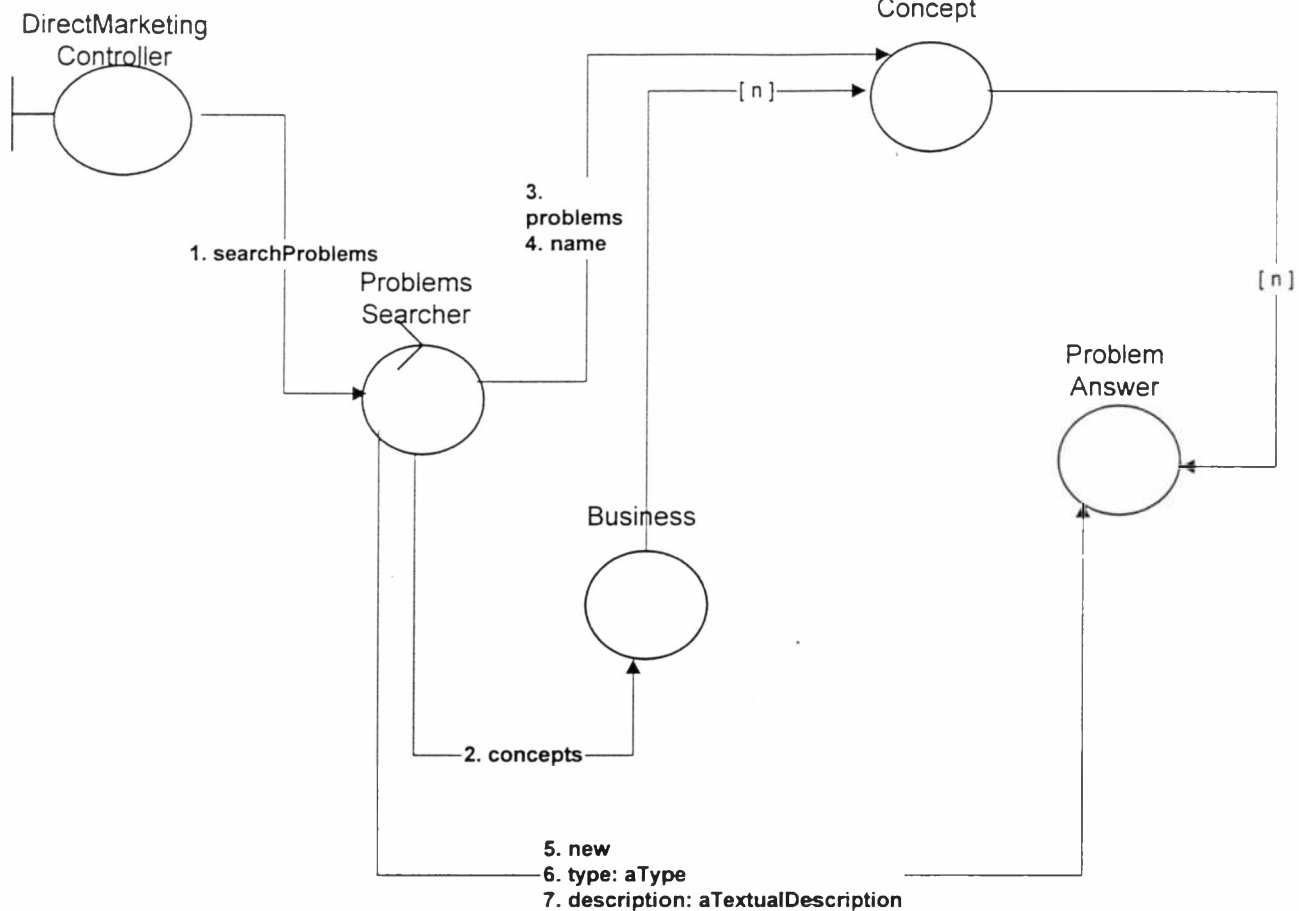 DirectMarketing
Controller
Concept
[ n ]
3.
problems
4. name
1. searchProblems
Problems
Searcher
[ n ]
Problem
Answer
Business
2. concepts
5. new
6. type: aType
7. description: aTextualDescription